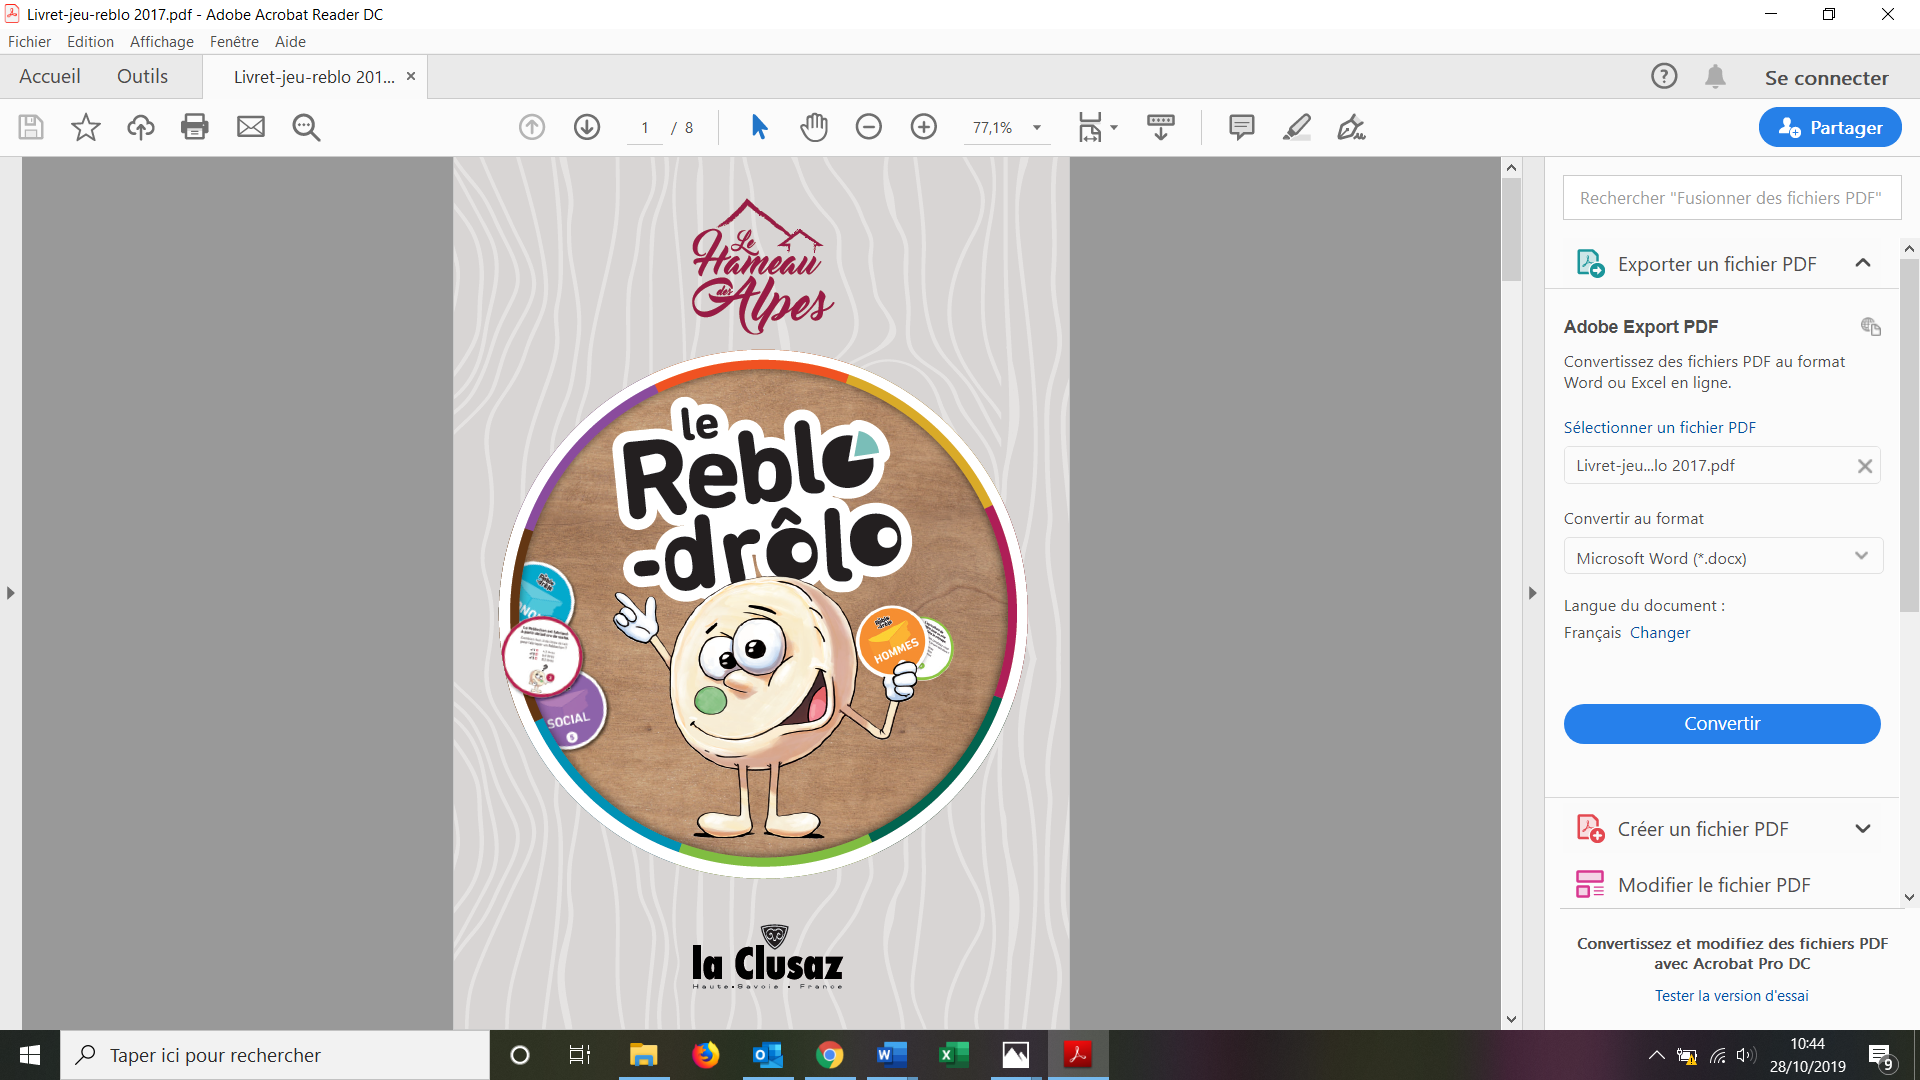 Livret-jeu-reblo 2017.pdf - Adobe Acrobat Reader DC
Fichier Edition Affichage Fenêtre Aide
Accueil Outils Livret-jeu-reblo 201... × Se connecter
1 / 8 77,1% Partager
Rechercher "Fusionner des fichiers PDF"
Exporter un fichier PDF
Adobe Export PDF
Convertissez des fichiers PDF au format
Word ou Excel en ligne.
Sélectionner un fichier PDF
Livret-jeu...lo 2017.pdf
Convertir au format
Microsoft Word (*.docx)
Langue du document :
Français Changer
Convertir
Créer un fichier PDF
Modifier le fichier PDF
Convertissez et modifiez des fichiers PDF
avec Acrobat Pro DC
Tester la version d'essai
Le
Hameau
des
Alpes
le
Reblo
-drôlo
HOMMES
SOCIAL
la Clusaz
Haute-Savoie • France
Taper ici pour rechercher
10:44
28/10/2019
9